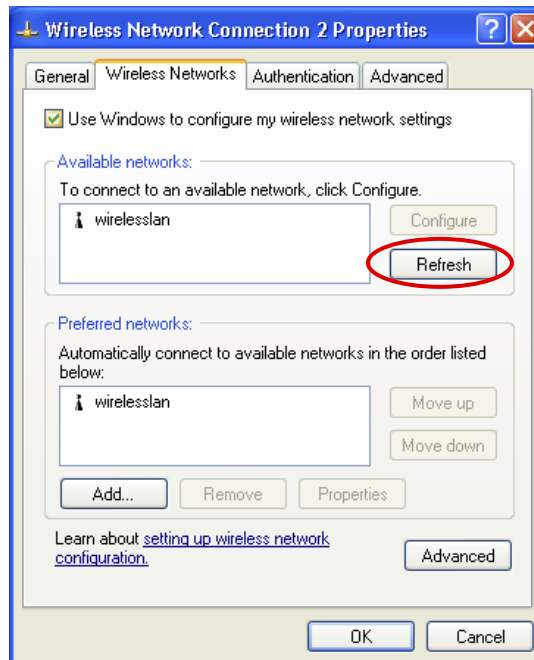 Wireless Network Connection 2 Properties
General Wireless Networks Authentication Advanced
Use Windows to configure my wireless network settings
Available networks:
To connect to an available network, click Configure.
wirelesslan
Configure
Refresh
Preferred networks:
Automatically connect to available networks in the order listed
below:
wirelesslan
Move up
Move down
Add... Remove Properties
Learn about setting up wireless network
configuration.
Advanced
OK Cancel